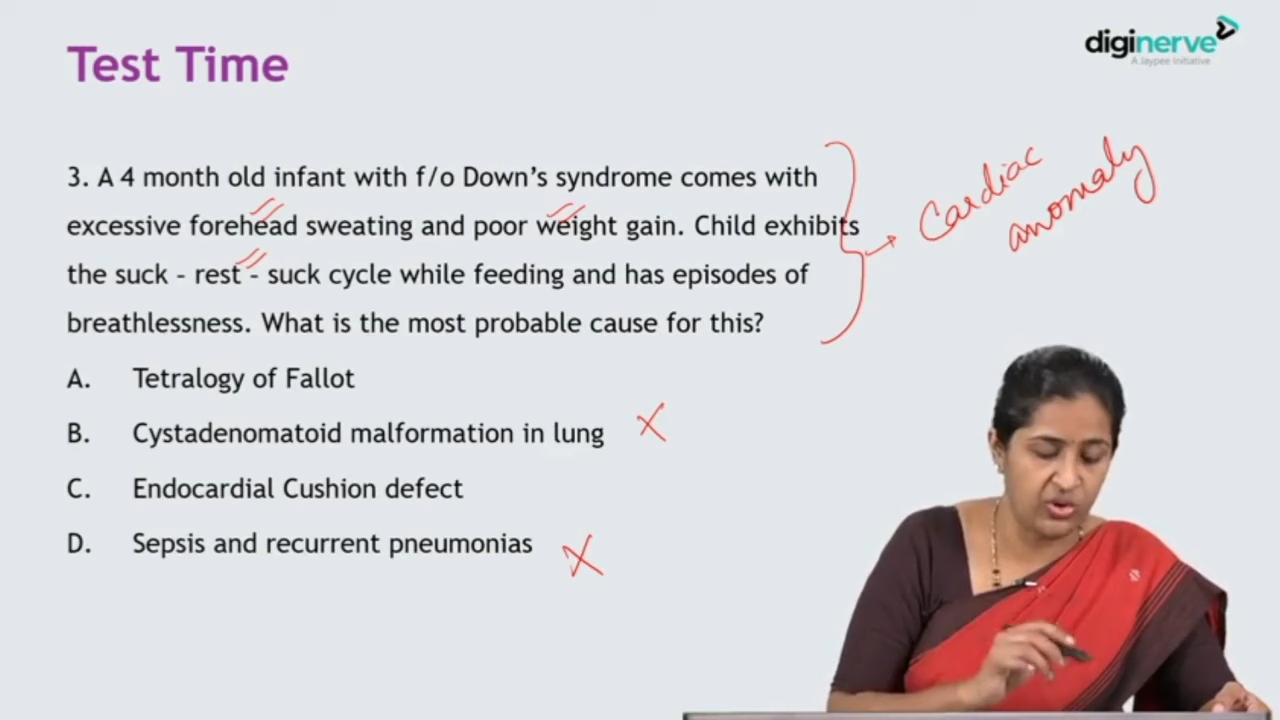 Test Time
diginerve
A Jaypee Initiative
3. A 4 month old infant with f/o Down's syndrome comes with
excessive forehead sweating and poor weight gain. Child exhibits
the suck – rest – suck cycle while feeding and has episodes of
breathlessness. What is the most probable cause for this?
Cardiac
anomaly
A. Tetralogy of Fallot
B. Cystadenomatoid malformation in lung
C. Endocardial Cushion defect
D. Sepsis and recurrent pneumonias